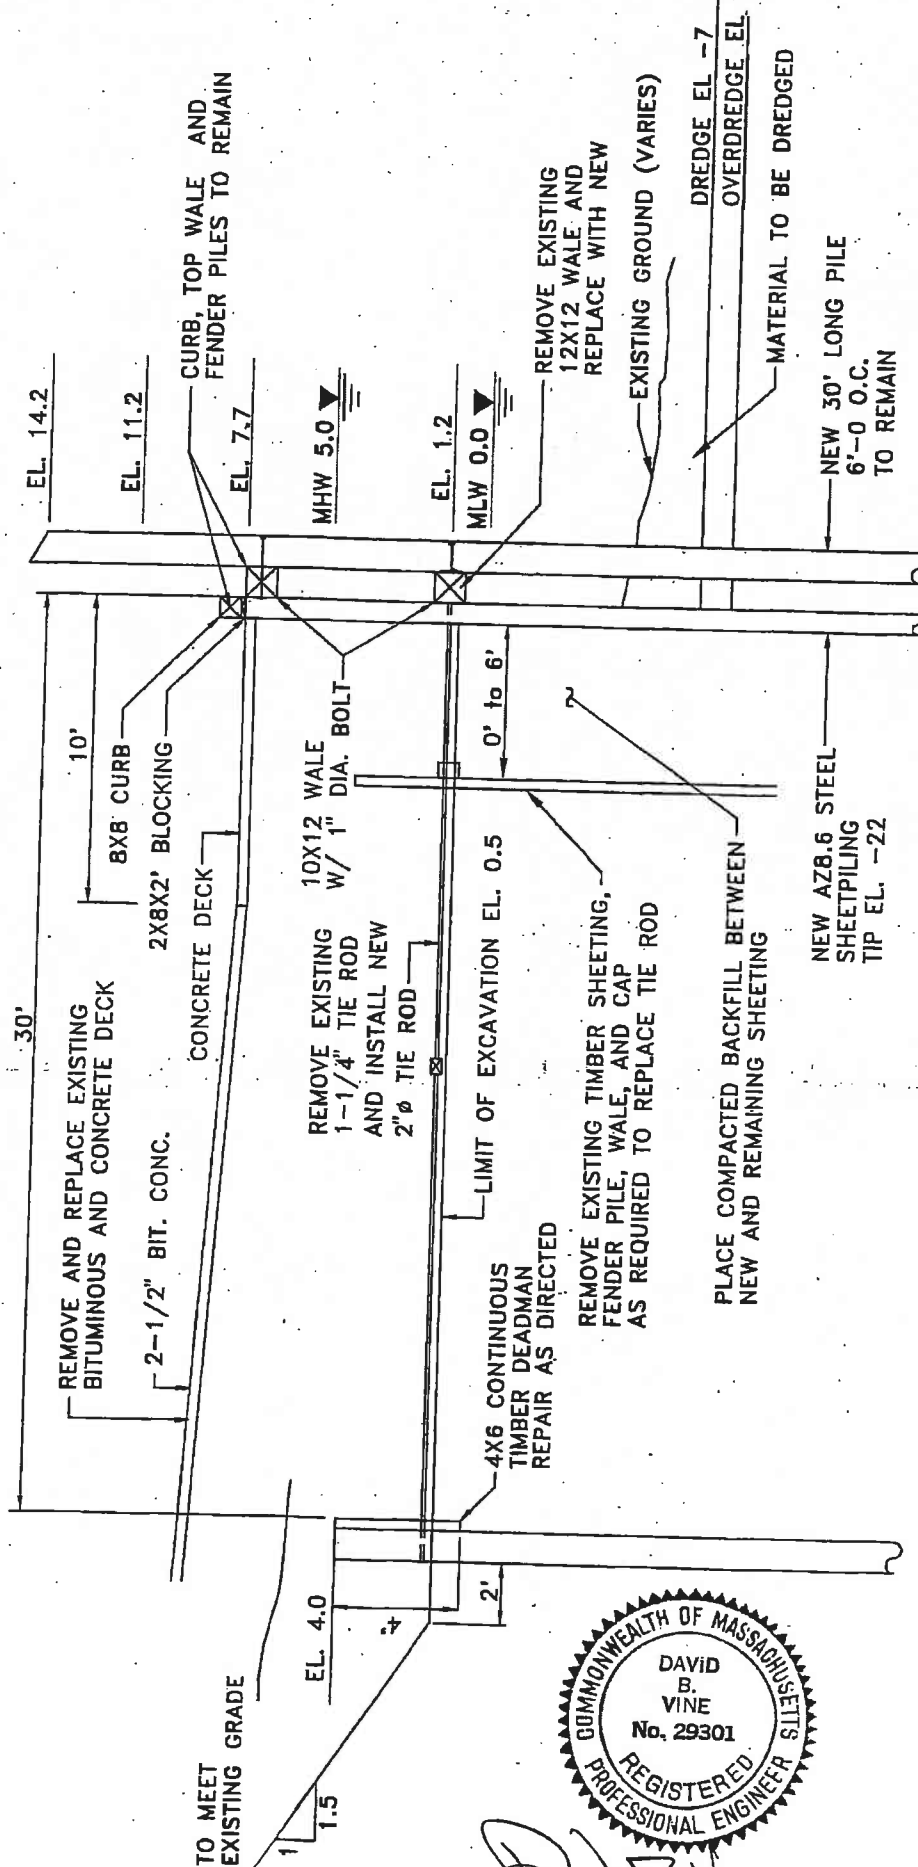 30'
10'
REMOVE AND REPLACE EXISTING
BITUMINOUS AND CONCRETE DECK
2-1/2" BIT. CONC.
8X8 CURB
2X8X2' BLOCKING
CONCRETE DECK
EL. 14.2
EL. 11.2
CURB, TOP WALE AND
FENDER PILES TO REMAIN
EL. 7.7
MHW 5.0
EL. 1.2
MLW 0.0
REMOVE EXISTING
1-1/4" TIE ROD
AND INSTALL NEW
2"ø TIE ROD
10X12 WALE
W/ 1" DIA. BOLT
REMOVE EXISTING
12X12 WALE AND
REPLACE WITH NEW
EXISTING GROUND (VARIES)
DREDGE EL -7
OVERDREDGE EL
MATERIAL TO BE DREDGED
NEW 30' LONG PILE
6'-0 O.C.
TO REMAIN
0' to 6'
LIMIT OF EXCAVATION EL. 0.5
REMOVE EXISTING TIMBER SHEETING,
FENDER PILE, WALE, AND CAP
AS REQUIRED TO REPLACE TIE ROD
PLACE COMPACTED BACKFILL BETWEEN
NEW AND REMAINING SHEETING
NEW AZ8.6 STEEL
SHEETPILING
TIP EL. -22
4X6 CONTINUOUS
TIMBER DEADMAN
REPAIR AS DIRECTED
TO MEET
EXISTING GRADE
EL. 4.0
4'
2'
1
1.5
COMMONWEALTH OF MASSACHUSETTS
DAVID
B.
VINE
No. 29301
REGISTERED
PROFESSIONAL ENGINEER